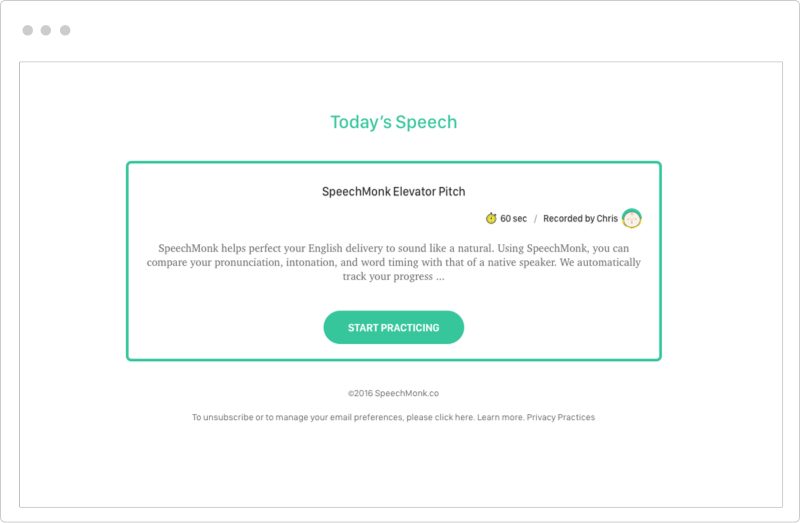 Today’s Speech
SpeechMonk Elevator Pitch
60 sec / Recorded by Chris
SpeechMonk helps perfect your English delivery to sound like a natural. Using SpeechMonk, you can
compare your pronunciation, intonation, and word timing with that of a native speaker. We automatically
track your progress ...
START PRACTICING
©2016 SpeechMonk.co
To unsubscribe or to manage your email preferences, please click here. Learn more. Privacy Practices